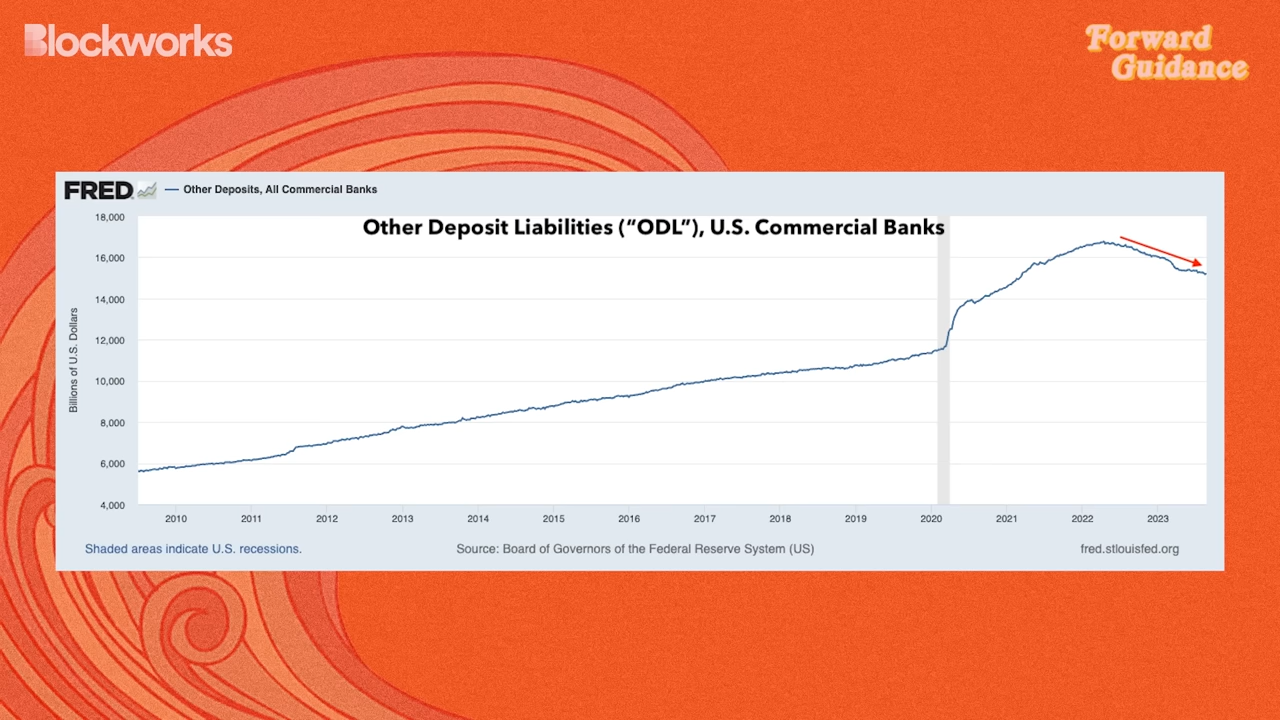 Blockworks
Forward
Guidance
FRED
Other Deposits, All Commercial Banks
Other Deposit Liabilities (“ODL”), U.S. Commercial Banks
Billions of U.S. Dollars
18,000
16,000
14,000
12,000
10,000
8,000
6,000
4,000
2010 2011 2012 2013 2014 2015 2016 2017 2018 2019 2020 2021 2022 2023
Shaded areas indicate U.S. recessions. Source: Board of Governors of the Federal Reserve System (US) fred.stlouisfed.org